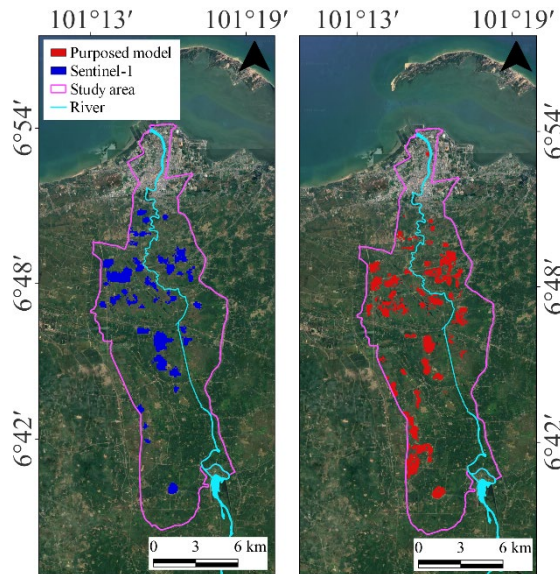 101°13′ 101°19′ 101°13′ 101°19′
Purposed model
Sentinel-1
Study area
River
6°54′ 6°54′
6°48′ 6°48′
6°42′ 6°42′
0 3 6 km 0 3 6 km